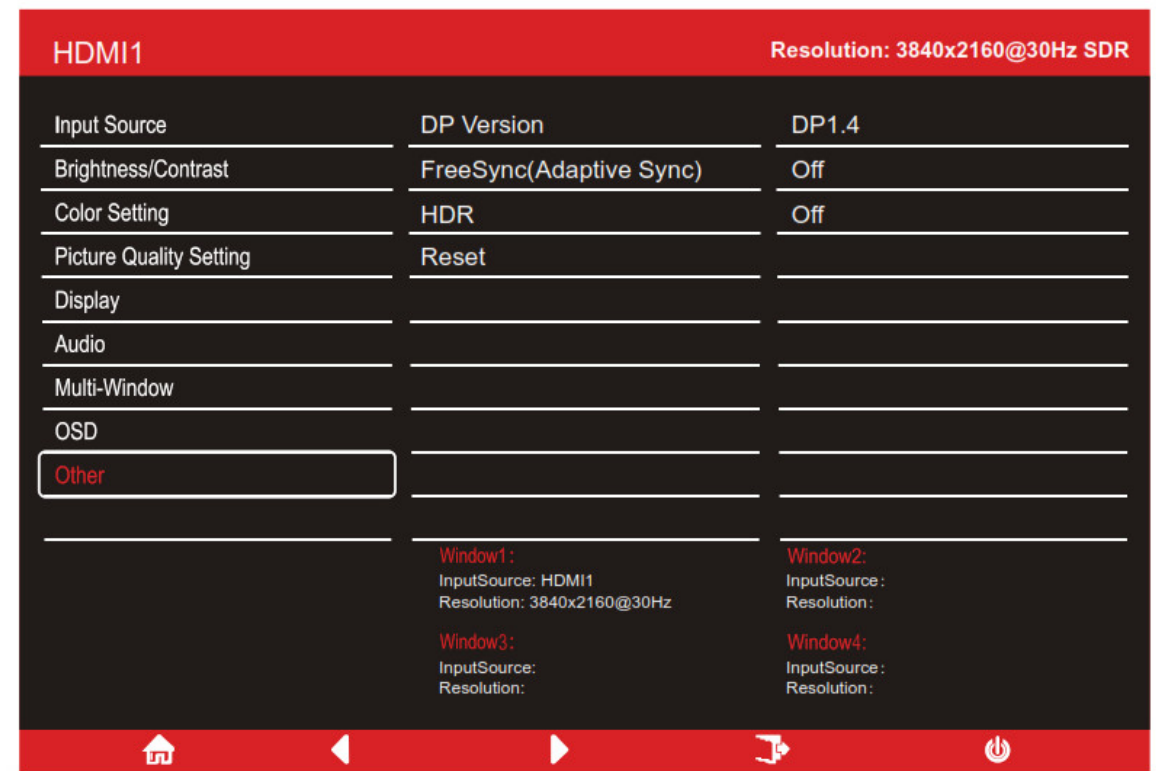 HDMI1 Resolution: 3840x2160@30Hz SDR
Input Source DP Version DP1.4
Brightness/Contrast FreeSync(Adaptive Sync) Off
Color Setting HDR Off
Picture Quality Setting Reset
Display
Audio
Multi-Window
OSD
Other
Window1: Window2:
InputSource: HDMI1 InputSource:
Resolution: 3840x2160@30Hz Resolution:
Window3: Window4:
InputSource: InputSource:
Resolution: Resolution: